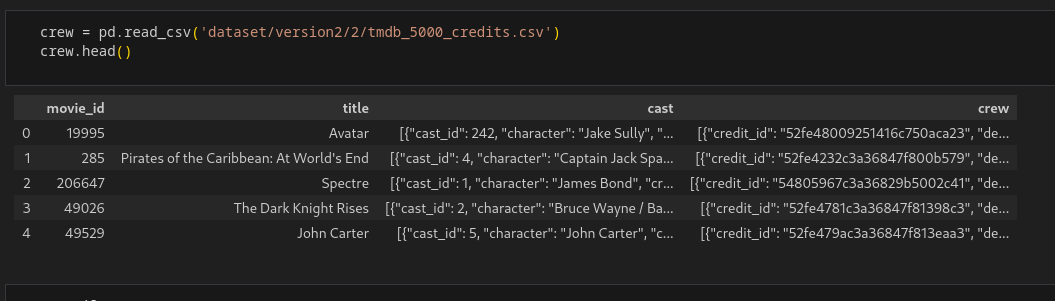 crew = pd.read_csv('dataset/version2/2/tmdb_5000_credits.csv')
crew.head()
movie_id title cast crew
0 19995 Avatar [{"cast_id": 242, "character": "Jake Sully", "... [{"credit_id": "52fe48009251416c750aca23", "de...
1 285 Pirates of the Caribbean: At World's End [{"cast_id": 4, "character": "Captain Jack Spa... [{"credit_id": "52fe4232c3a36847f800b579", "de...
2 206647 Spectre [{"cast_id": 1, "character": "James Bond", "cr... [{"credit_id": "54805967c3a36829b5002c41", "de...
3 49026 The Dark Knight Rises [{"cast_id": 2, "character": "Bruce Wayne / Ba... [{"credit_id": "52fe4781c3a36847f81398c3", "de...
4 49529 John Carter [{"cast_id": 5, "character": "John Carter", "c... [{"credit_id": "52fe479ac3a36847f813eaa3", "de...